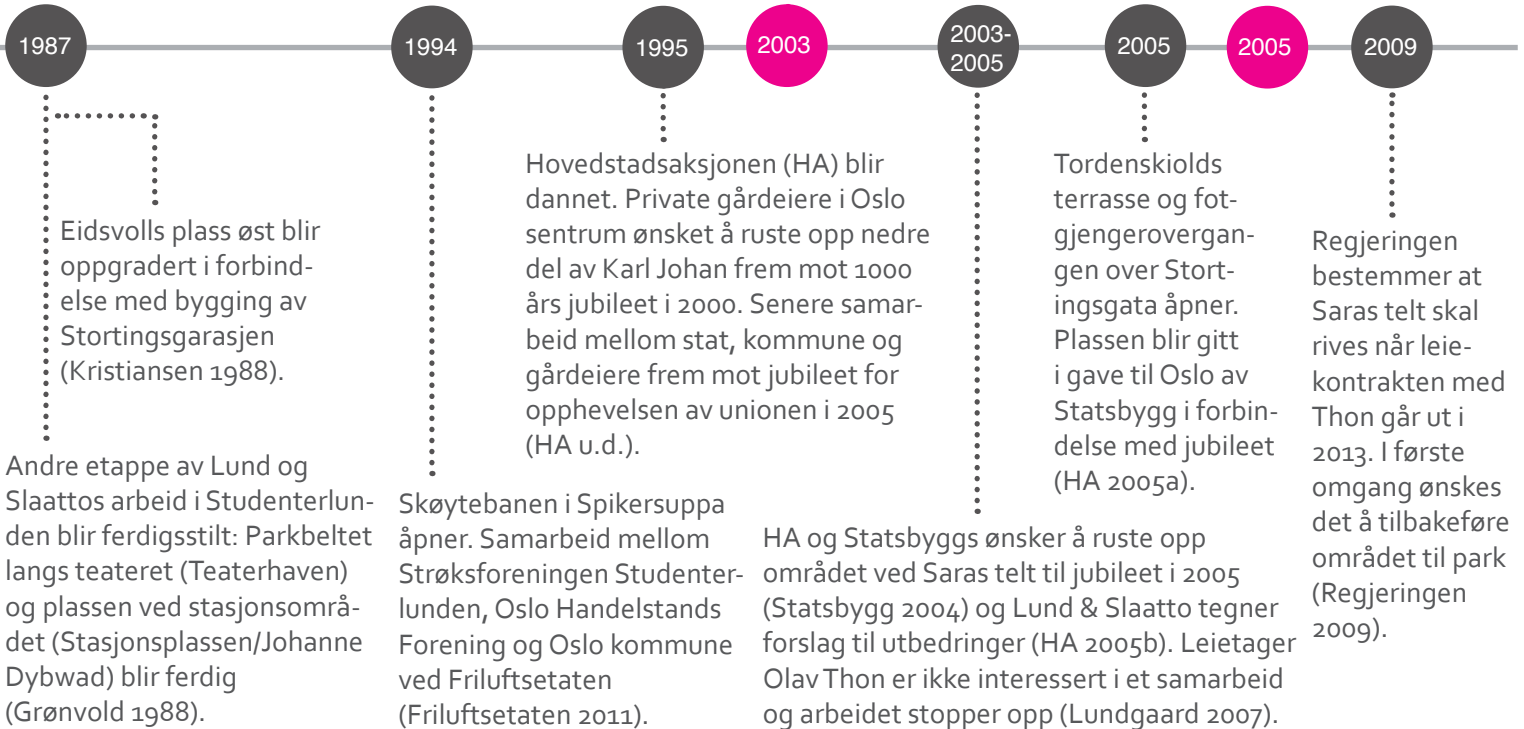 1987
1994
1995
2003
2003-
2005
2005
2005
2009
Eidsvolls plass øst blir
oppgradert i forbind-
else med bygging av
Stortingsgarasjen
(Kristiansen 1988).
Andre etappe av Lund og
Slaattos arbeid i Studenterlun-
den blir ferdigsstilt: Parkbeltet
langs teateret (Teaterhaven)
og plassen ved stasjonsområ-
det (Stasjonsplassen/Johanne
Dybwad) blir ferdig
(Grønvold 1988).
Skøytebanen i Spikersuppa
åpner. Samarbeid mellom
Strøksforeningen Studenter-
lunden, Oslo Handelstands
Forening og Oslo kommune
ved Friluftsetaten
(Friluftsetaten 2011).
Hovedstadsaksjonen (HA) blir
dannet. Private gårdeiere i Oslo
sentrum ønsket å ruste opp nedre
del av Karl Johan frem mot 1000
års jubileet i 2000. Senere samar-
beid mellom stat, kommune og
gårdeiere frem mot jubileet for
opphevelsen av unionen i 2005
(HA u.d.).
HA og Statsbyggs ønsker å ruste opp
området ved Saras telt til jubileet i 2005
(Statsbygg 2004) og Lund & Slaatto tegner
forslag til utbedringer (HA 2005b). Leietager
Olav Thon er ikke interessert i et samarbeid
og arbeidet stopper opp (Lundgaard 2007).
Tordenskiolds
terrasse og fot-
gjengerovergan-
gen over Stort-
ingsgata åpner.
Plassen blir gitt
i gave til Oslo av
Statsbygg i forbin-
delse med jubileet
(HA 2005a).
Regjeringen
bestemmer at
Saras telt skal
rives når leie-
kontrakten med
Thon går ut i
2013. I første
omgang ønskes
det å tilbakeføre
området til park
(Regjeringen
2009).